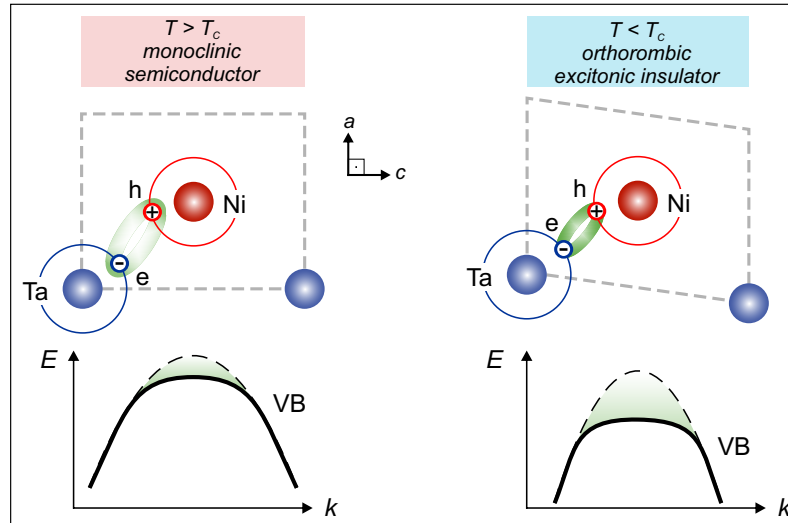 T > Tc
monoclinic
semiconductor
T < Tc
orthorombic
excitonic insulator
a
c
h
+
Ni
-
e
Ta
h
+
Ni
e
-
Ta
E
VB
k
E
VB
k